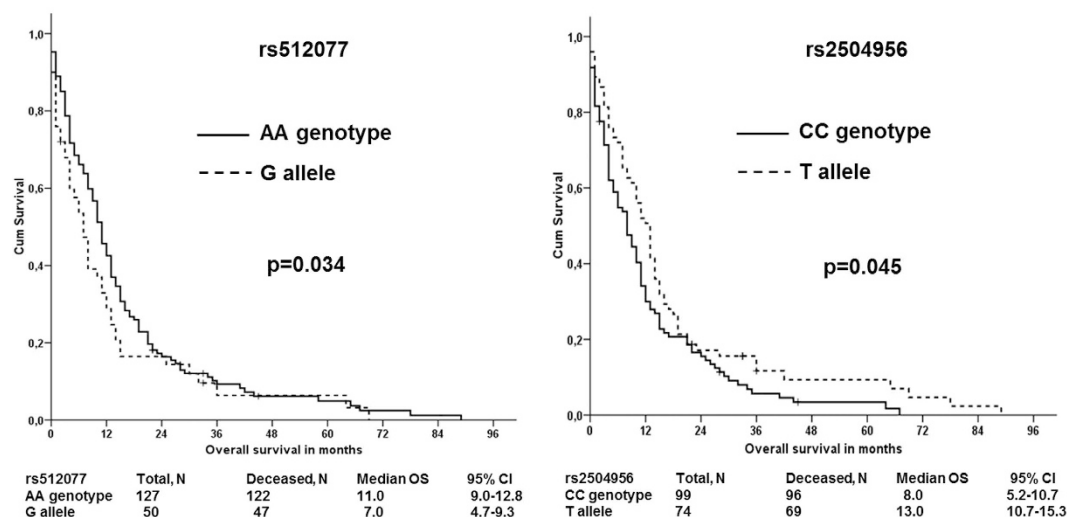 rs512077
AA genotype
G allele
p=0.034
Cum Survival
1,0
0,8
0,6
0,4
0,2
0,0
0 12 24 36 48 60 72 84 96
Overall survival in months
rs512077 Total, N Deceased, N Median OS 95% CI
AA genotype 127 122 11.0 9.0-12.8
G allele 50 47 7.0 4.7-9.3
rs2504956
CC genotype
T allele
p=0.045
Cum Survival
1,0
0,8
0,6
0,4
0,2
0,0
0 12 24 36 48 60 72 84 96
Overall survival in months
rs2504956 Total, N Deceased, N Median OS 95% CI
CC genotype 99 96 8.0 5.2-10.7
T allele 74 69 13.0 10.7-15.3